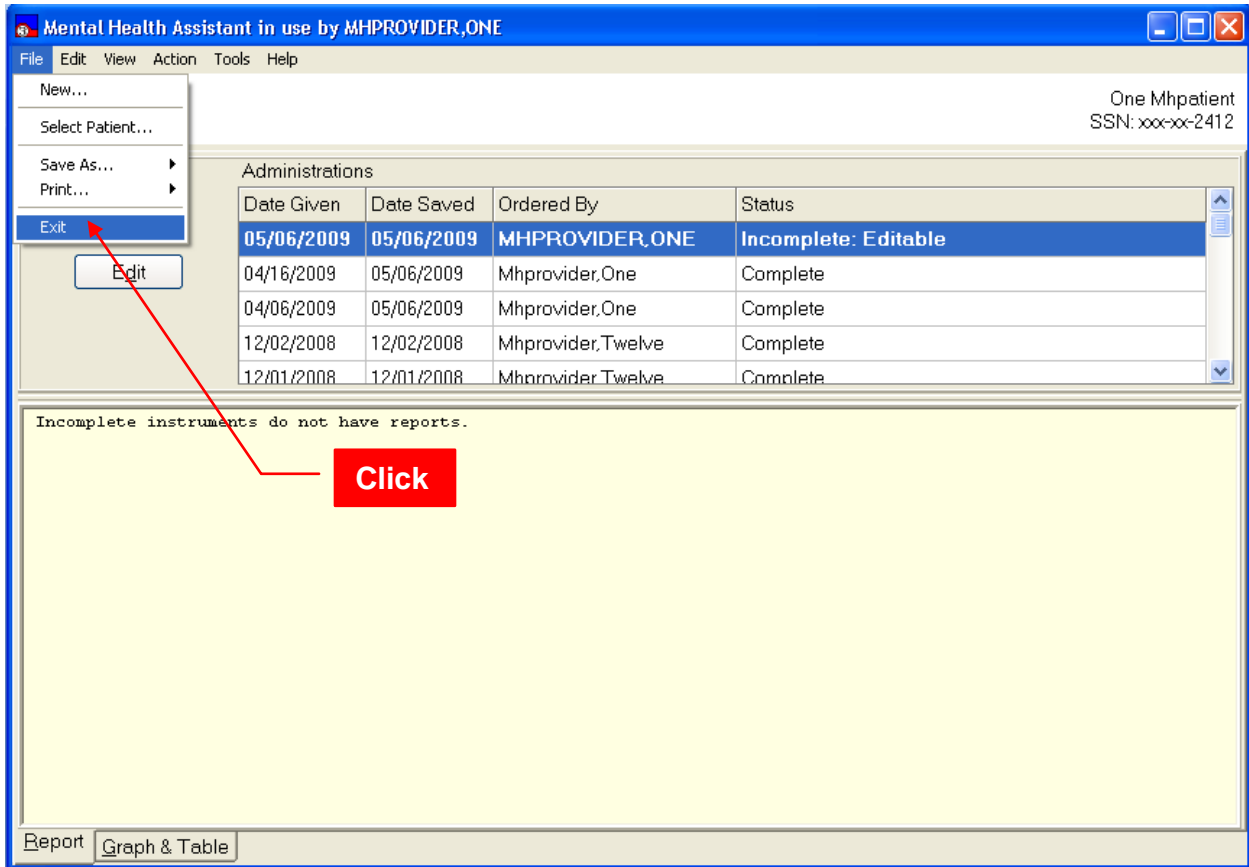 Mental Health Assistant in use by MHPROVIDER,ONE
File Edit View Action Tools Help
New...
Select Patient...
Save As...
Print...
Exit
One Mhpatient
SSN: xxx-xx-2412
Edit
Administrations
Date Given Date Saved Ordered By Status
05/06/2009 05/06/2009 MHPROVIDER,ONE Incomplete: Editable
04/16/2009 05/06/2009 Mhprovider,One Complete
04/06/2009 05/06/2009 Mhprovider,One Complete
12/02/2008 12/02/2008 Mhprovider,Twelve Complete
12/01/2008 12/01/2008 Mhprovider,Twelve Complete
Incomplete instruments do not have reports.
Click
Report Graph & Table